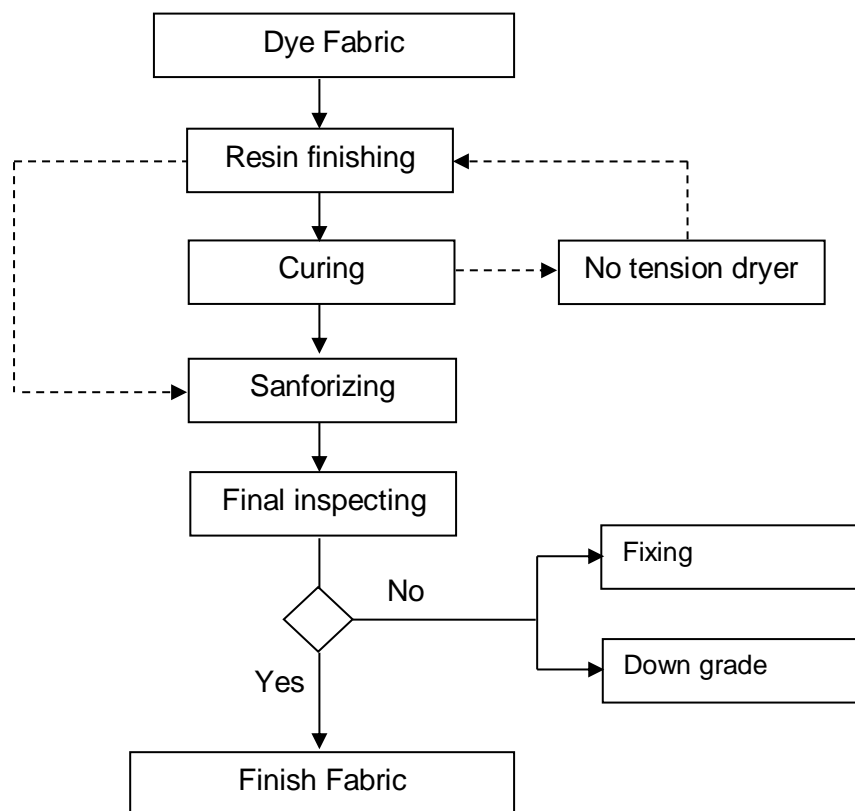 Dye Fabric
Resin finishing
Curing
No tension dryer
Sanforizing
Final inspecting
Fixing
No
Down grade
Yes
Finish Fabric